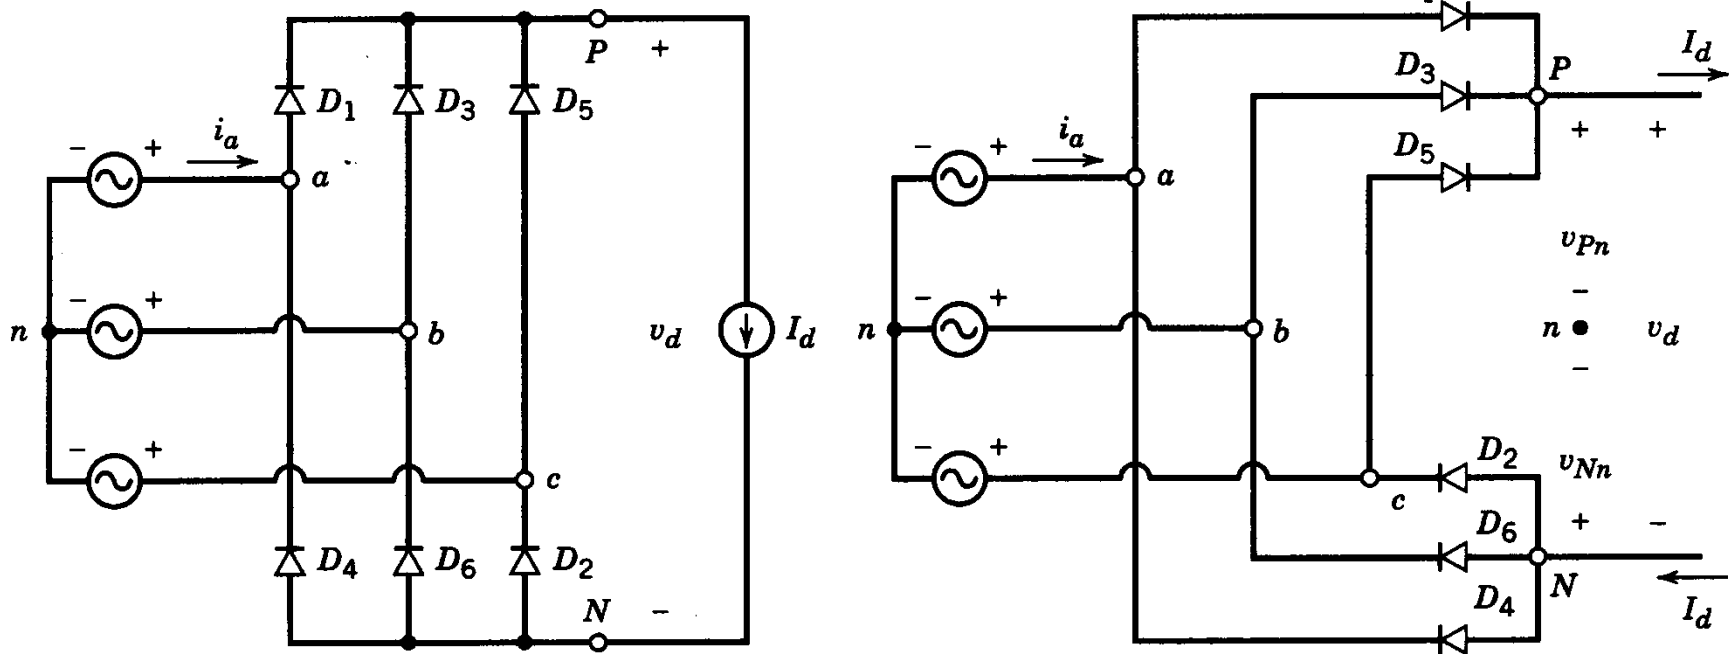 P + 
D1 D3 D5
ia
- + a
n - + b
vd Id
- + c
D4 D6 D2
N -
Id
D3 P
+ +
ia D5
- + a
vPn
-
n - + b n vd
-
- + c D2 vNn
D6 + -
N
D4 Id